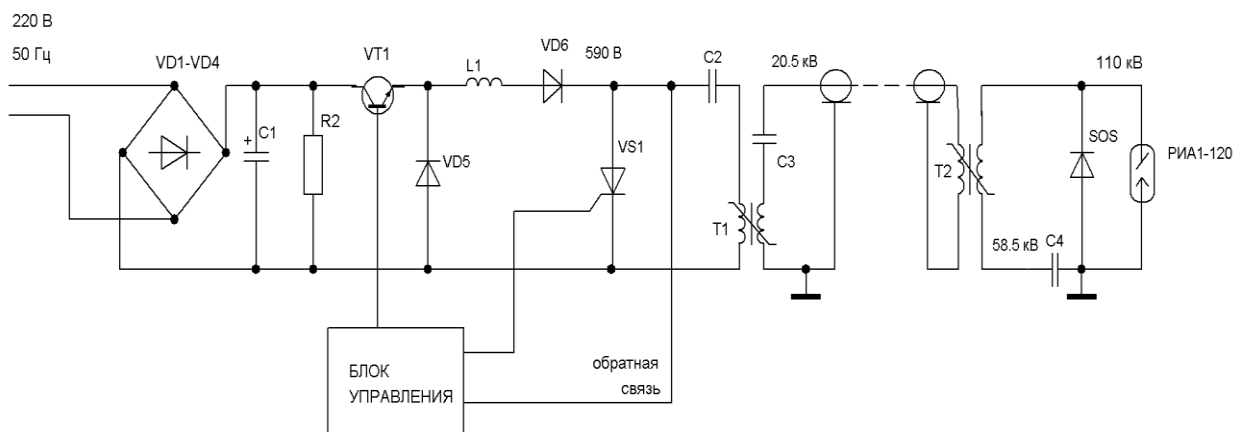 220 В
50 Гц
VD1-VD4
VT1
L1
VD6
590 В
C2
20.5 кВ
110 кВ
+
C1
R2
VD5
VS1
C3
T1
T2
SOS
РИА1-120
58.5 кВ
C4
БЛОК
УПРАВЛЕНИЯ
обратная
связь